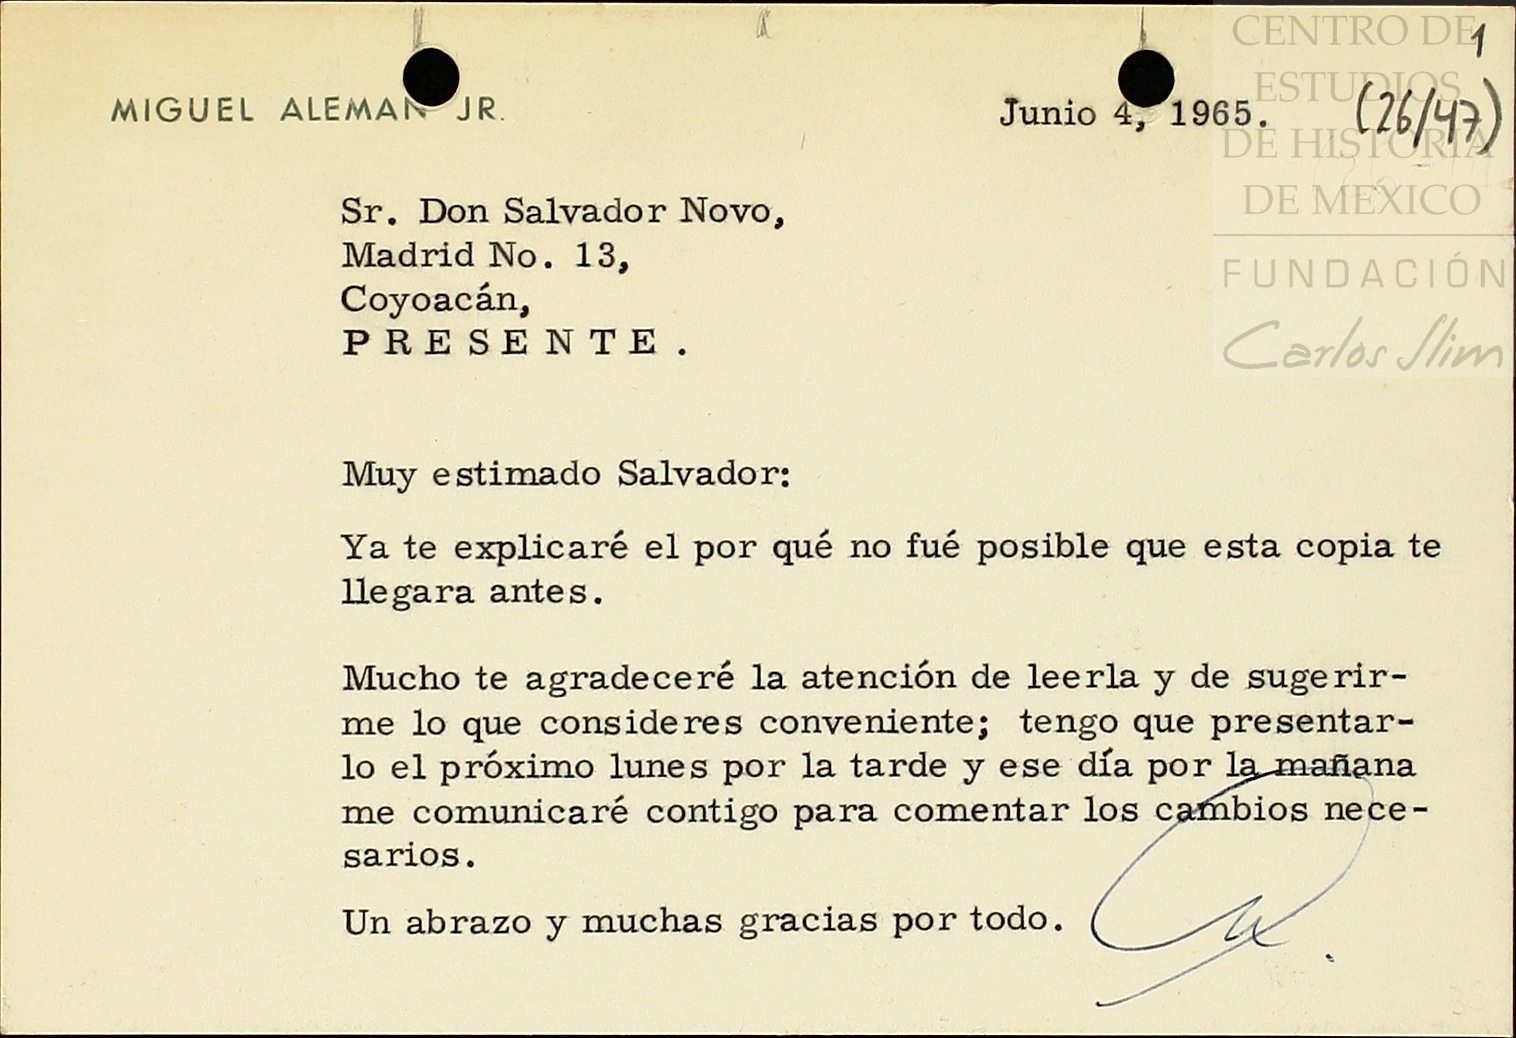 CENTRO DE
ESTUDIOS
DE HISTORIA
DE MEXICO
FUNDACIÓN
Carlos Slim
1
(26/47)
MIGUEL ALEMAN JR.
Junio 4, 1965.
Sr. Don Salvador Novo,
Madrid No. 13,
Coyoacán,
P R E S E N T E .
Muy estimado Salvador:
Ya te explicaré el por qué no fué posible que esta copia te
llegara antes.
Mucho te agradeceré la atención de leerla y de sugerir-
me lo que consideres conveniente; tengo que presentar-
lo el próximo lunes por la tarde y ese día por la mañana
me comunicaré contigo para comentar los cambios nece-
sarios.
Un abrazo y muchas gracias por todo.